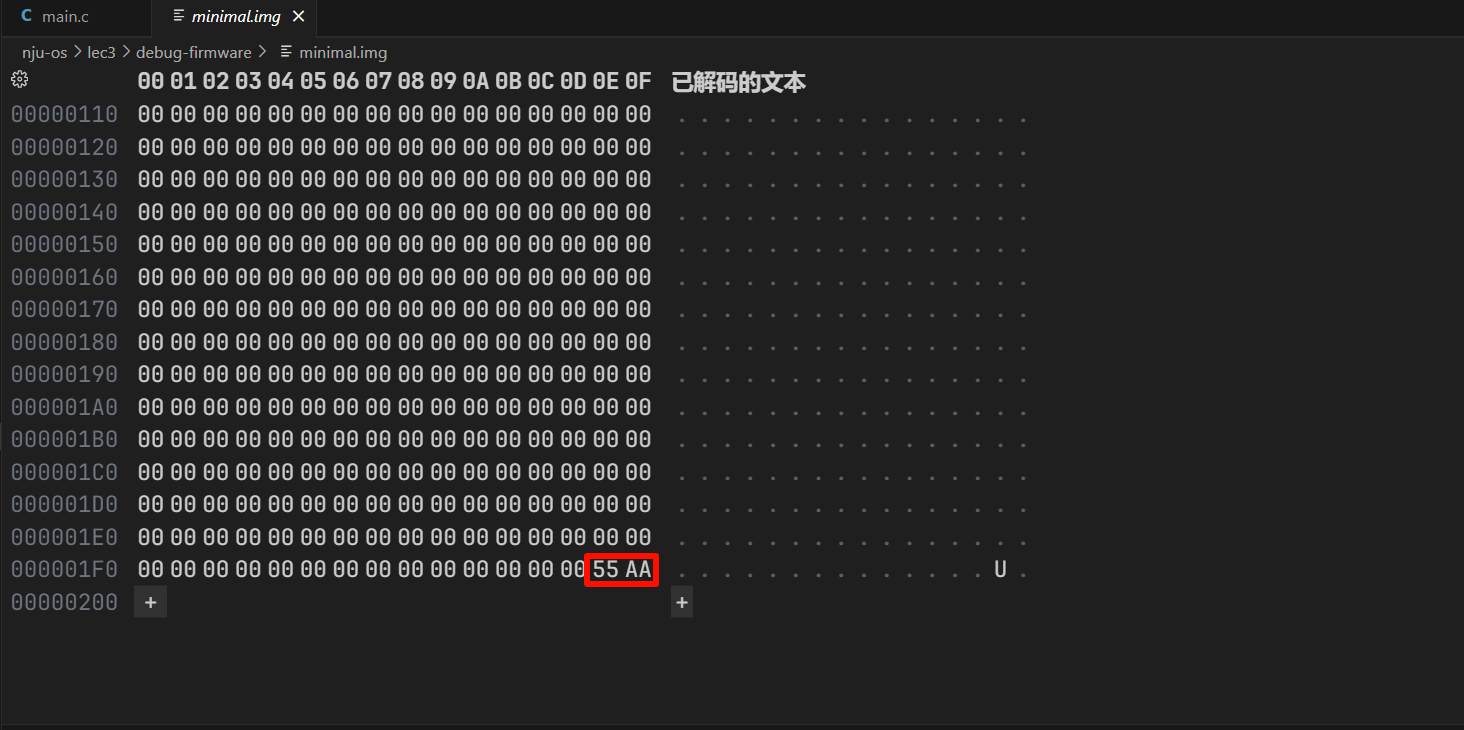 C main.c minimal.img ×
nju-os > lec3 > debug-firmware > minimal.img
00 01 02 03 04 05 06 07 08 09 0A 0B 0C 0D 0E 0F 已解码的文本
00000110 00 00 00 00 00 00 00 00 00 00 00 00 00 00 00 00 . . . . . . . . . . . . . . . .
00000120 00 00 00 00 00 00 00 00 00 00 00 00 00 00 00 00 . . . . . . . . . . . . . . . .
00000130 00 00 00 00 00 00 00 00 00 00 00 00 00 00 00 00 . . . . . . . . . . . . . . . .
00000140 00 00 00 00 00 00 00 00 00 00 00 00 00 00 00 00 . . . . . . . . . . . . . . . .
00000150 00 00 00 00 00 00 00 00 00 00 00 00 00 00 00 00 . . . . . . . . . . . . . . . .
00000160 00 00 00 00 00 00 00 00 00 00 00 00 00 00 00 00 . . . . . . . . . . . . . . . .
00000170 00 00 00 00 00 00 00 00 00 00 00 00 00 00 00 00 . . . . . . . . . . . . . . . .
00000180 00 00 00 00 00 00 00 00 00 00 00 00 00 00 00 00 . . . . . . . . . . . . . . . .
00000190 00 00 00 00 00 00 00 00 00 00 00 00 00 00 00 00 . . . . . . . . . . . . . . . .
000001A0 00 00 00 00 00 00 00 00 00 00 00 00 00 00 00 00 . . . . . . . . . . . . . . . .
000001B0 00 00 00 00 00 00 00 00 00 00 00 00 00 00 00 00 . . . . . . . . . . . . . . . .
000001C0 00 00 00 00 00 00 00 00 00 00 00 00 00 00 00 00 . . . . . . . . . . . . . . . .
000001D0 00 00 00 00 00 00 00 00 00 00 00 00 00 00 00 00 . . . . . . . . . . . . . . . .
000001E0 00 00 00 00 00 00 00 00 00 00 00 00 00 00 00 00 . . . . . . . . . . . . . . . .
000001F0 00 00 00 00 00 00 00 00 00 00 00 00 00 00 55 AA . . . . . . . . . . . . . . U .
00000200 + +